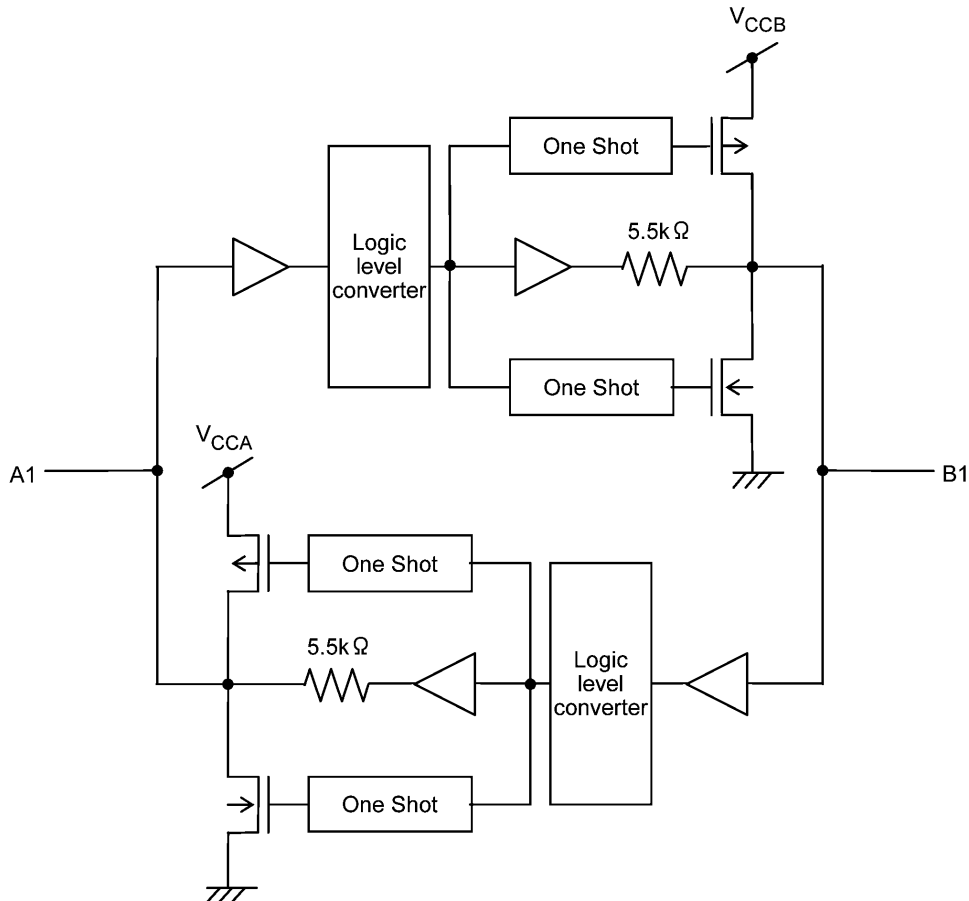 VCCB
One Shot
5.5kΩ
Logic
level
converter
One Shot
VCCA
A1
B1
One Shot
5.5kΩ
Logic
level
converter
One Shot